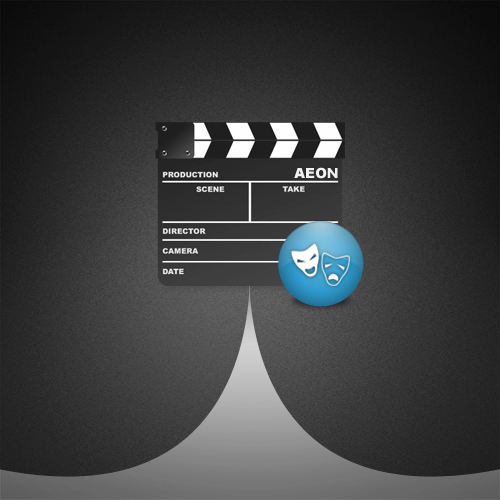 PRODUCTION AEON
SCENE TAKE
DIRECTOR
CAMERA
DATE